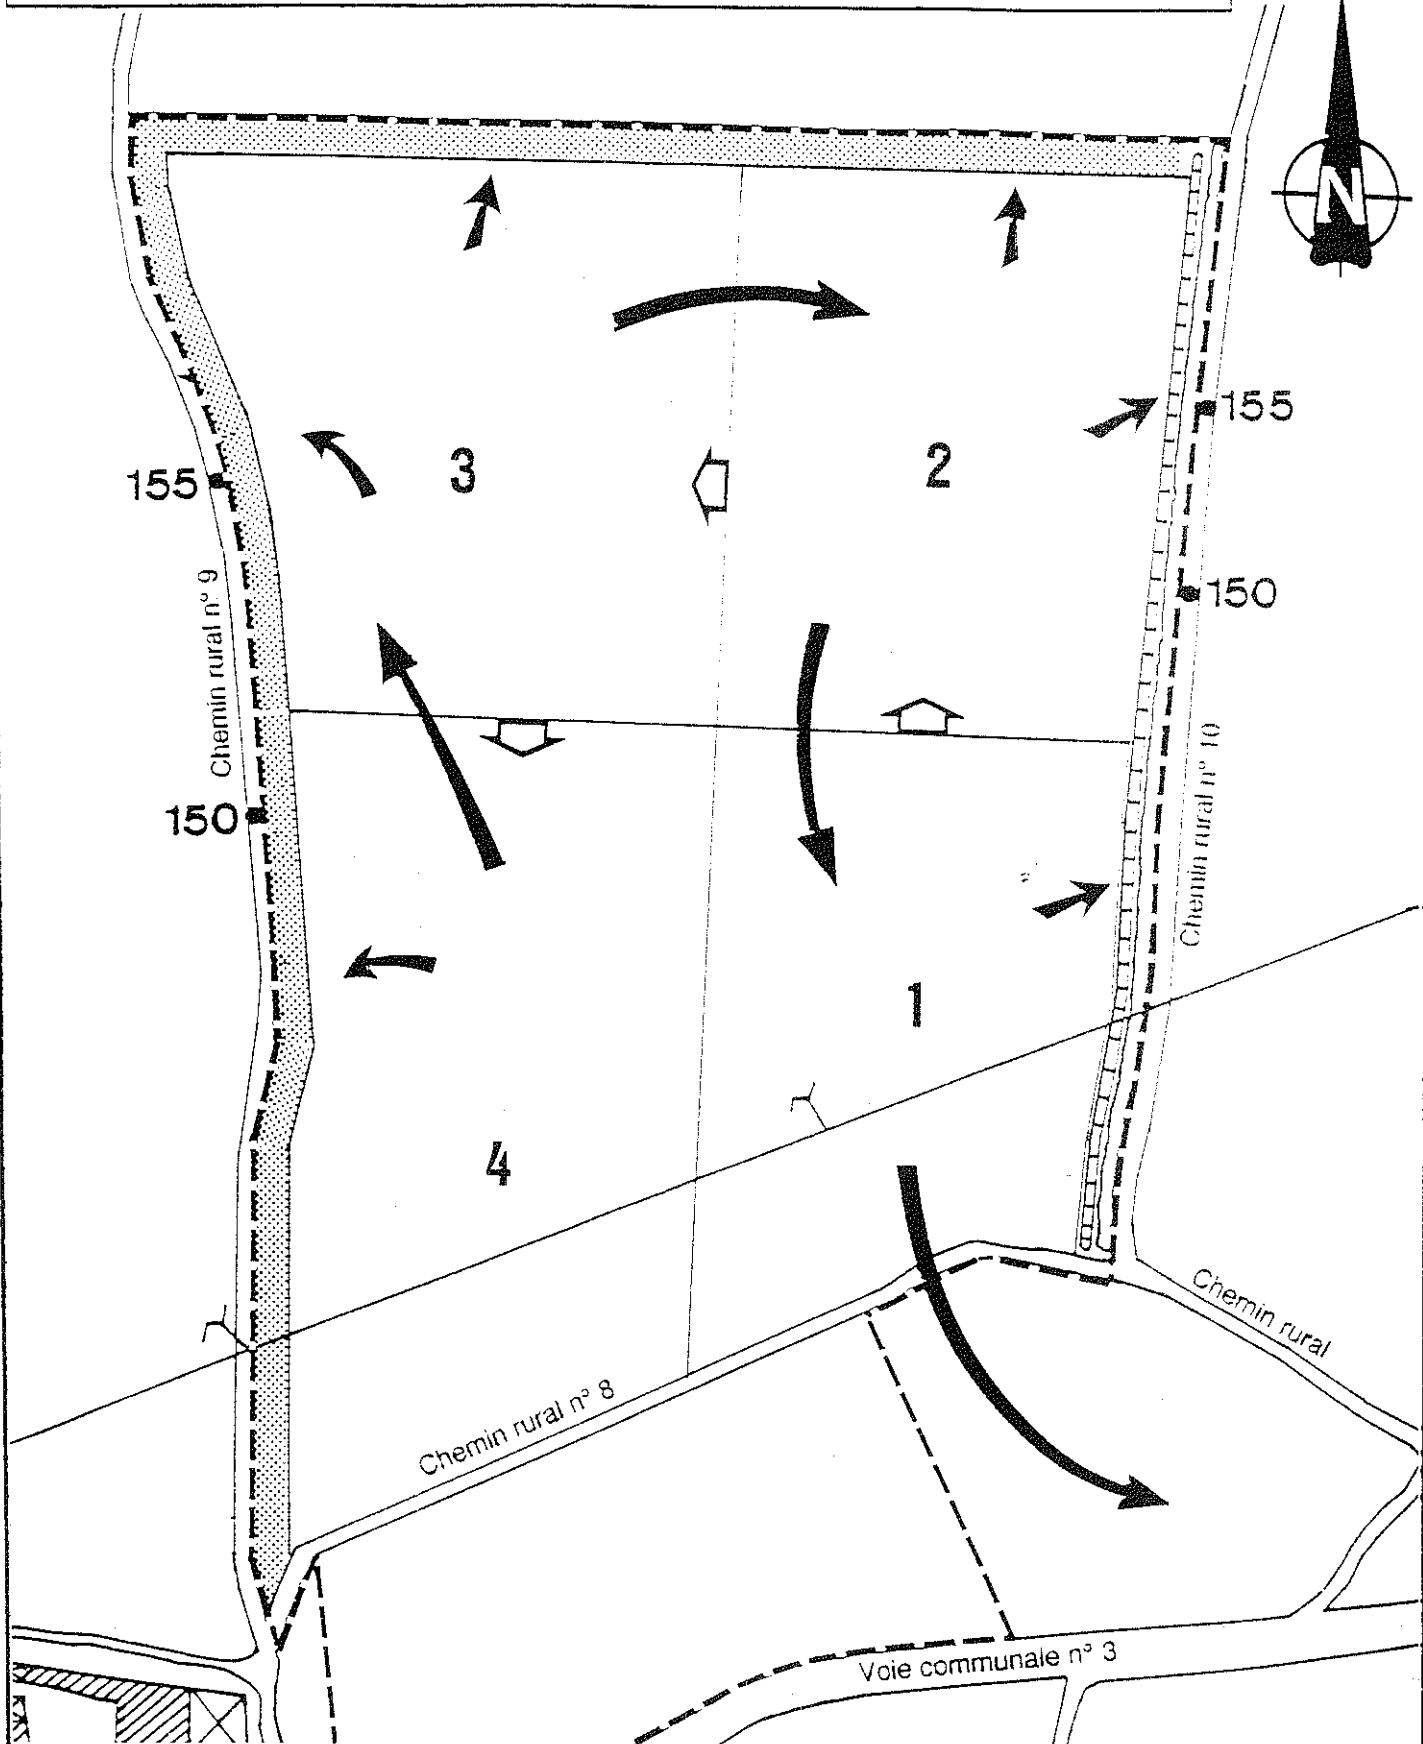 N
155
3
2
155
150
Chemin rural n° 9
150
Chemin rural n° 10
1
4
Chemin rural
Chemin rural n° 8
Voie communale n° 3